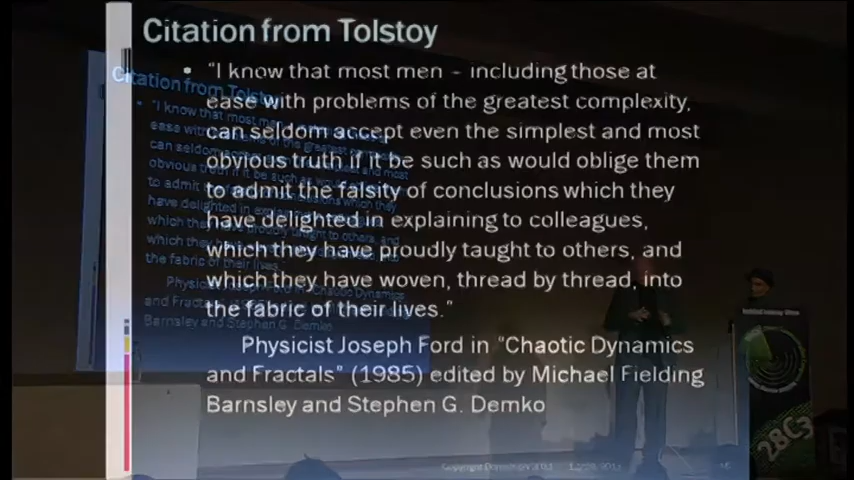 Citation from Tolstoy
• "I know that most men - including those at
ease with problems of the greatest complexity,
can seldom accept even the simplest and most
obvious truth if it be such as would oblige them
to admit the falsity of conclusions which they
have delighted in explaining to colleagues,
which they have proudly taught to others, and
which they have woven, thread by thread, into
the fabric of their lives."
Physicist Joseph Ford in "Chaotic Dynamics
and Fractals" (1985) edited by Michael Fielding
Barnsley and Stephen G. Demko
28C3